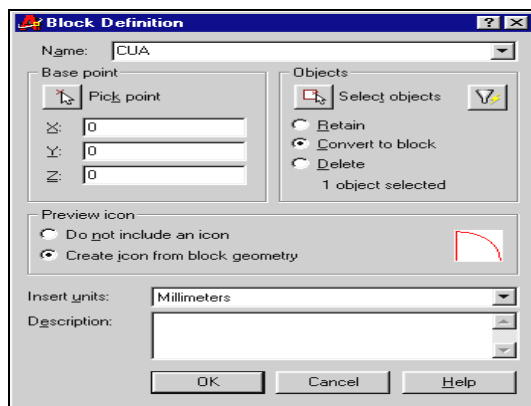 Block Definition
Name: CUA
Base point
Pick point
X: 0
Y: 0
Z: 0
Objects
Select objects
Retain
Convert to block
Delete
1 object selected
Preview icon
Do not include an icon
Create icon from block geometry
Insert units: Millimeters
Description:
OK Cancel Help